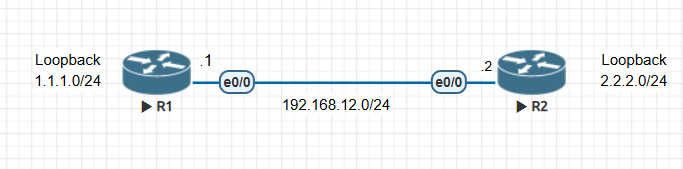 Loopback
1.1.1.0/24
.1
e0/0
R1
192.168.12.0/24
e0/0
.2
R2
Loopback
2.2.2.0/24